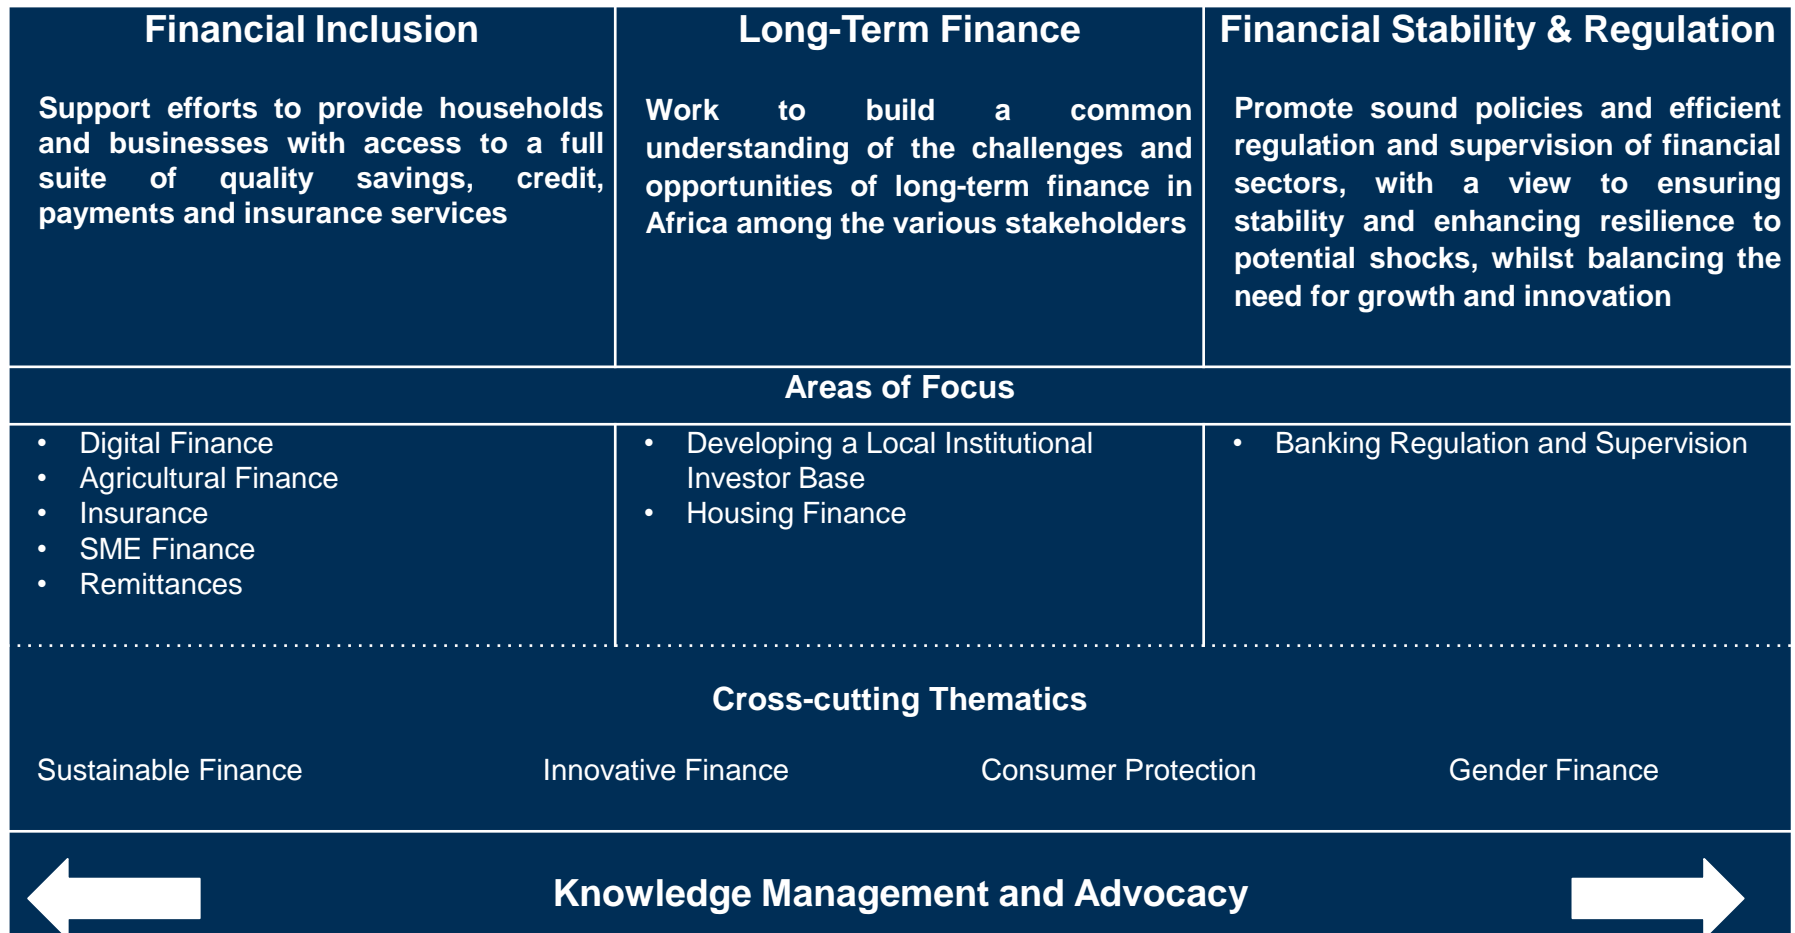 Financial Inclusion
Support efforts to provide households
and businesses with access to a full
suite of quality savings, credit,
payments and insurance services
Long-Term Finance
Work to build a common
understanding of the challenges and
opportunities of long-term finance in
Africa among the various stakeholders
Financial Stability & Regulation
Promote sound policies and efficient
regulation and supervision of financial
sectors, with a view to ensuring
stability and enhancing resilience to
potential shocks, whilst balancing the
need for growth and innovation
Areas of Focus
• Digital Finance
• Agricultural Finance
• Insurance
• SME Finance
• Remittances
• Developing a Local Institutional
Investor Base
• Housing Finance
• Banking Regulation and Supervision
Cross-cutting Thematics
Sustainable Finance Innovative Finance Consumer Protection Gender Finance
Knowledge Management and Advocacy